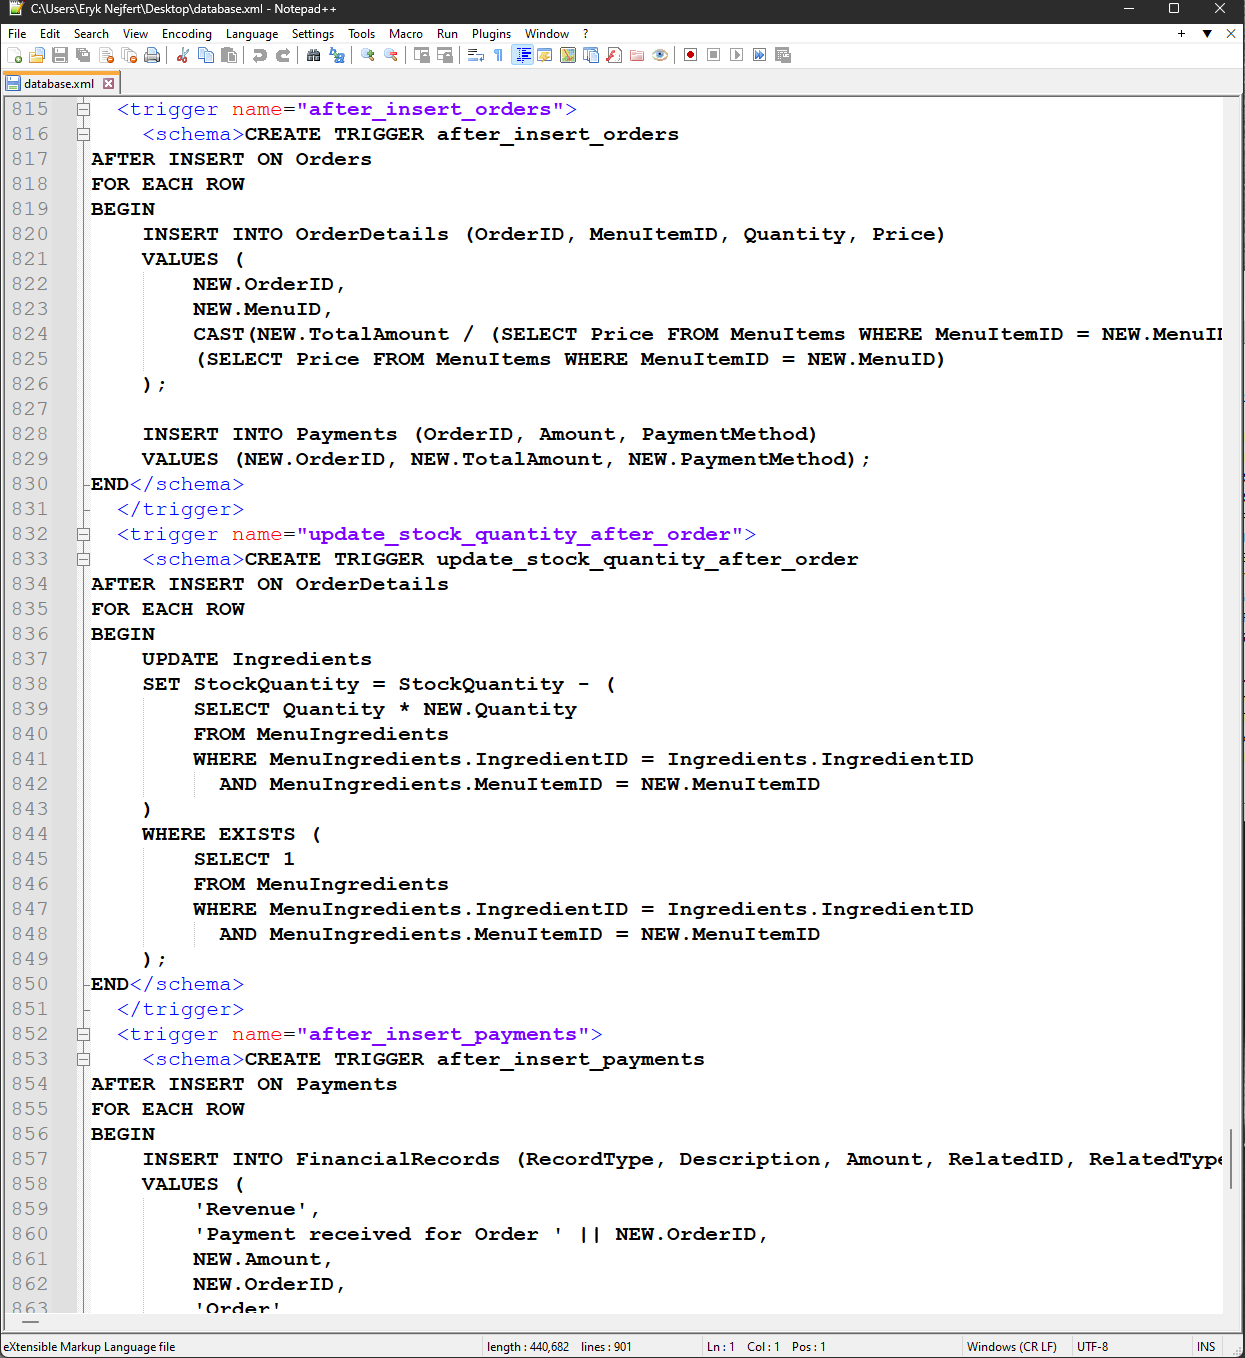 C:\Users\Eryk Nejfert\Desktop\database.xml - Notepad++
File Edit Search View Encoding Language Settings Tools Macro Run Plugins Window ?
database.xml
815 <trigger name="after_insert_orders">
816 <schema>CREATE TRIGGER after_insert_orders
817 AFTER INSERT ON Orders
818 FOR EACH ROW
819 BEGIN
820 INSERT INTO OrderDetails (OrderID, MenuItemID, Quantity, Price)
821 VALUES (
822 NEW.OrderID,
823 NEW.MenuID,
824 CAST(NEW.TotalAmount / (SELECT Price FROM MenuItems WHERE MenuItemID = NEW.MenuI
825 (SELECT Price FROM MenuItems WHERE MenuItemID = NEW.MenuID)
826 );
827
828 INSERT INTO Payments (OrderID, Amount, PaymentMethod)
829 VALUES (NEW.OrderID, NEW.TotalAmount, NEW.PaymentMethod);
830 END</schema>
831 </trigger>
832 <trigger name="update_stock_quantity_after_order">
833 <schema>CREATE TRIGGER update_stock_quantity_after_order
834 AFTER INSERT ON OrderDetails
835 FOR EACH ROW
836 BEGIN
837 UPDATE Ingredients
838 SET StockQuantity = StockQuantity - (
839 SELECT Quantity * NEW.Quantity
840 FROM MenuIngredients
841 WHERE MenuIngredients.IngredientID = Ingredients.IngredientID
842 AND MenuIngredients.MenuItemID = NEW.MenuItemID
843 )
844 WHERE EXISTS (
845 SELECT 1
846 FROM MenuIngredients
847 WHERE MenuIngredients.IngredientID = Ingredients.IngredientID
848 AND MenuIngredients.MenuItemID = NEW.MenuItemID
849 );
850 END</schema>
851 </trigger>
852 <trigger name="after_insert_payments">
853 <schema>CREATE TRIGGER after_insert_payments
854 AFTER INSERT ON Payments
855 FOR EACH ROW
856 BEGIN
857 INSERT INTO FinancialRecords (RecordType, Description, Amount, RelatedID, RelatedType
858 VALUES (
859 'Revenue',
860 'Payment received for Order ' || NEW.OrderID,
861 NEW.Amount,
862 NEW.OrderID,
863 'Order'
eXtensible Markup Language file length : 440,682 lines : 901 Ln : 1 Col : 1 Pos : 1 Windows (CR LF) UTF-8 INS